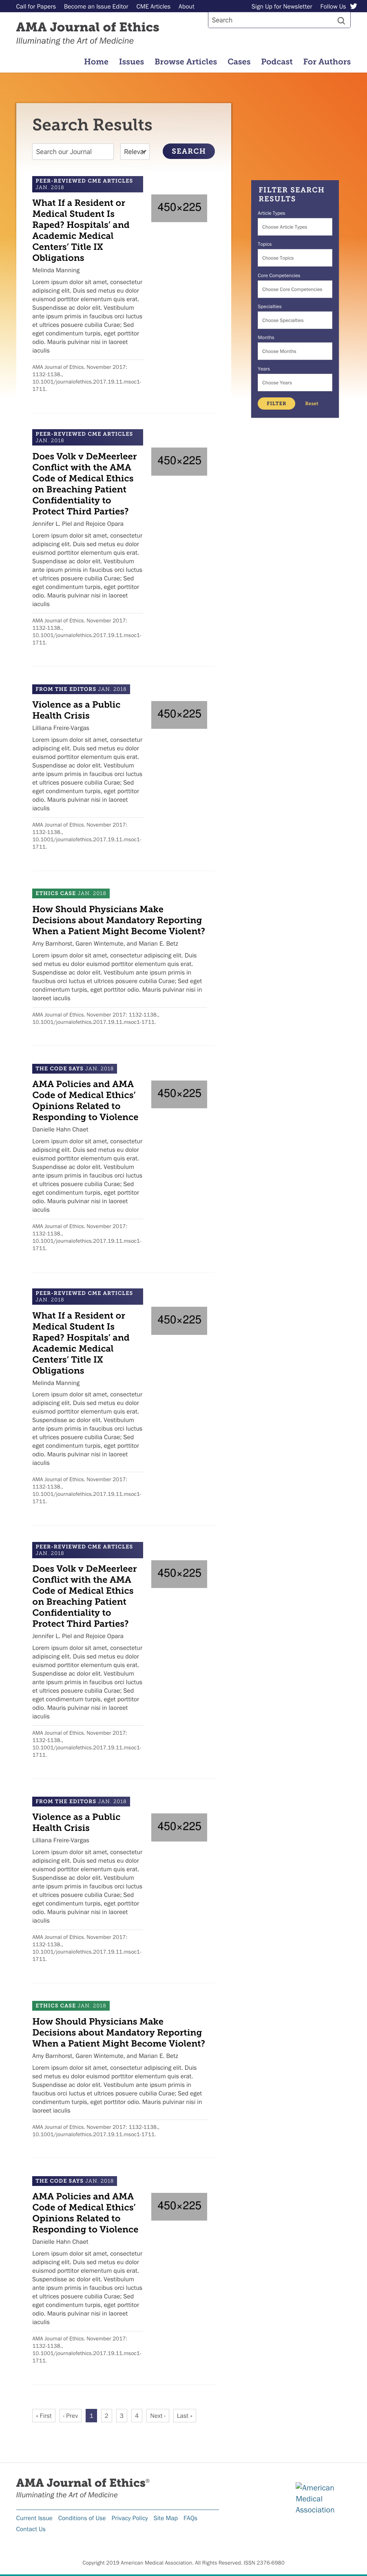 Call for Papers Become an Issue Editor CME Articles About Sign Up for Newsletter Follow Us
AMA Journal of Ethics
Illuminating the Art of Medicine
Search
Home Issues Browse Articles Cases Podcast For Authors
Search Results
Search our Journal Relevan SEARCH
PEER-REVIEWED CME ARTICLES
JAN. 2018
What If a Resident or
Medical Student Is
Raped? Hospitals’ and
Academic Medical
Centers’ Title IX
Obligations
Melinda Manning
Lorem ipsum dolor sit amet, consectetur
adipiscing elit. Duis sed metus eu dolor
euismod porttitor elementum quis erat.
Suspendisse ac dolor elit. Vestibulum
ante ipsum primis in faucibus orci luctus
et ultrices posuere cubilia Curae; Sed
eget condimentum turpis, eget porttitor
odio. Mauris pulvinar nisi in laoreet
iaculis
AMA Journal of Ethics. November 2017:
1132-1138.,
10.1001/journalofethics.2017.19.11.msoc1-
1711.
450×225
FILTER SEARCH
RESULTS
Article Types
Choose Article Types
Topics
Choose Topics
Core Competencies
Choose Core Competencies
Specialties
Choose Specialties
Months
Choose Months
Years
Choose Years
FILTER Reset
PEER-REVIEWED CME ARTICLES
JAN. 2018
Does Volk v DeMeerleer
Conflict with the AMA
Code of Medical Ethics
on Breaching Patient
Confidentiality to
Protect Third Parties?
Jennifer L. Piel and Rejoice Opara
Lorem ipsum dolor sit amet, consectetur
adipiscing elit. Duis sed metus eu dolor
euismod porttitor elementum quis erat.
Suspendisse ac dolor elit. Vestibulum
ante ipsum primis in faucibus orci luctus
et ultrices posuere cubilia Curae; Sed
eget condimentum turpis, eget porttitor
odio. Mauris pulvinar nisi in laoreet
iaculis
AMA Journal of Ethics. November 2017:
1132-1138.,
10.1001/journalofethics.2017.19.11.msoc1-
1711.
450×225
FROM THE EDITORS JAN. 2018
Violence as a Public
Health Crisis
Lilliana Freire-Vargas
Lorem ipsum dolor sit amet, consectetur
adipiscing elit. Duis sed metus eu dolor
euismod porttitor elementum quis erat.
Suspendisse ac dolor elit. Vestibulum
ante ipsum primis in faucibus orci luctus
et ultrices posuere cubilia Curae; Sed
eget condimentum turpis, eget porttitor
odio. Mauris pulvinar nisi in laoreet
iaculis
AMA Journal of Ethics. November 2017:
1132-1138.,
10.1001/journalofethics.2017.19.11.msoc1-
1711.
450×225
ETHICS CASE JAN. 2018
How Should Physicians Make
Decisions about Mandatory Reporting
When a Patient Might Become Violent?
Amy Barnhorst, Garen Wintemute, and Marian E. Betz
Lorem ipsum dolor sit amet, consectetur adipiscing elit. Duis
sed metus eu dolor euismod porttitor elementum quis erat.
Suspendisse ac dolor elit. Vestibulum ante ipsum primis in
faucibus orci luctus et ultrices posuere cubilia Curae; Sed eget
condimentum turpis, eget porttitor odio. Mauris pulvinar nisi in
laoreet iaculis
AMA Journal of Ethics. November 2017: 1132-1138.,
10.1001/journalofethics.2017.19.11.msoc1-1711.
THE CODE SAYS JAN. 2018
AMA Policies and AMA
Code of Medical Ethics’
Opinions Related to
Responding to Violence
Danielle Hahn Chaet
Lorem ipsum dolor sit amet, consectetur
adipiscing elit. Duis sed metus eu dolor
euismod porttitor elementum quis erat.
Suspendisse ac dolor elit. Vestibulum
ante ipsum primis in faucibus orci luctus
et ultrices posuere cubilia Curae; Sed
eget condimentum turpis, eget porttitor
odio. Mauris pulvinar nisi in laoreet
iaculis
AMA Journal of Ethics. November 2017:
1132-1138.,
10.1001/journalofethics.2017.19.11.msoc1-
1711.
450×225
PEER-REVIEWED CME ARTICLES
JAN. 2018
What If a Resident or
Medical Student Is
Raped? Hospitals’ and
Academic Medical
Centers’ Title IX
Obligations
Melinda Manning
Lorem ipsum dolor sit amet, consectetur
adipiscing elit. Duis sed metus eu dolor
euismod porttitor elementum quis erat.
Suspendisse ac dolor elit. Vestibulum
ante ipsum primis in faucibus orci luctus
et ultrices posuere cubilia Curae; Sed
eget condimentum turpis, eget porttitor
odio. Mauris pulvinar nisi in laoreet
iaculis
AMA Journal of Ethics. November 2017:
1132-1138.,
10.1001/journalofethics.2017.19.11.msoc1-
1711.
450×225
PEER-REVIEWED CME ARTICLES
JAN. 2018
Does Volk v DeMeerleer
Conflict with the AMA
Code of Medical Ethics
on Breaching Patient
Confidentiality to
Protect Third Parties?
Jennifer L. Piel and Rejoice Opara
Lorem ipsum dolor sit amet, consectetur
adipiscing elit. Duis sed metus eu dolor
euismod porttitor elementum quis erat.
Suspendisse ac dolor elit. Vestibulum
ante ipsum primis in faucibus orci luctus
et ultrices posuere cubilia Curae; Sed
eget condimentum turpis, eget porttitor
odio. Mauris pulvinar nisi in laoreet
iaculis
AMA Journal of Ethics. November 2017:
1132-1138.,
10.1001/journalofethics.2017.19.11.msoc1-
1711.
450×225
FROM THE EDITORS JAN. 2018
Violence as a Public
Health Crisis
Lilliana Freire-Vargas
Lorem ipsum dolor sit amet, consectetur
adipiscing elit. Duis sed metus eu dolor
euismod porttitor elementum quis erat.
Suspendisse ac dolor elit. Vestibulum
ante ipsum primis in faucibus orci luctus
et ultrices posuere cubilia Curae; Sed
eget condimentum turpis, eget porttitor
odio. Mauris pulvinar nisi in laoreet
iaculis
AMA Journal of Ethics. November 2017:
1132-1138.,
10.1001/journalofethics.2017.19.11.msoc1-
1711.
450×225
ETHICS CASE JAN. 2018
How Should Physicians Make
Decisions about Mandatory Reporting
When a Patient Might Become Violent?
Amy Barnhorst, Garen Wintemute, and Marian E. Betz
Lorem ipsum dolor sit amet, consectetur adipiscing elit. Duis
sed metus eu dolor euismod porttitor elementum quis erat.
Suspendisse ac dolor elit. Vestibulum ante ipsum primis in
faucibus orci luctus et ultrices posuere cubilia Curae; Sed eget
condimentum turpis, eget porttitor odio. Mauris pulvinar nisi in
laoreet iaculis
AMA Journal of Ethics. November 2017: 1132-1138.,
10.1001/journalofethics.2017.19.11.msoc1-1711.
THE CODE SAYS JAN. 2018
AMA Policies and AMA
Code of Medical Ethics’
Opinions Related to
Responding to Violence
Danielle Hahn Chaet
Lorem ipsum dolor sit amet, consectetur
adipiscing elit. Duis sed metus eu dolor
euismod porttitor elementum quis erat.
Suspendisse ac dolor elit. Vestibulum
ante ipsum primis in faucibus orci luctus
et ultrices posuere cubilia Curae; Sed
eget condimentum turpis, eget porttitor
odio. Mauris pulvinar nisi in laoreet
iaculis
AMA Journal of Ethics. November 2017:
1132-1138.,
10.1001/journalofethics.2017.19.11.msoc1-
1711.
450×225
« First ‹ Prev 1 2 3 4 Next › Last »
AMA Journal of Ethics®
Illuminating the Art of Medicine
American
Medical
Association
Current Issue Conditions of Use Privacy Policy Site Map FAQs
Contact Us
Copyright 2019 American Medical Association. All Rights Reserved. ISSN 2376-6980